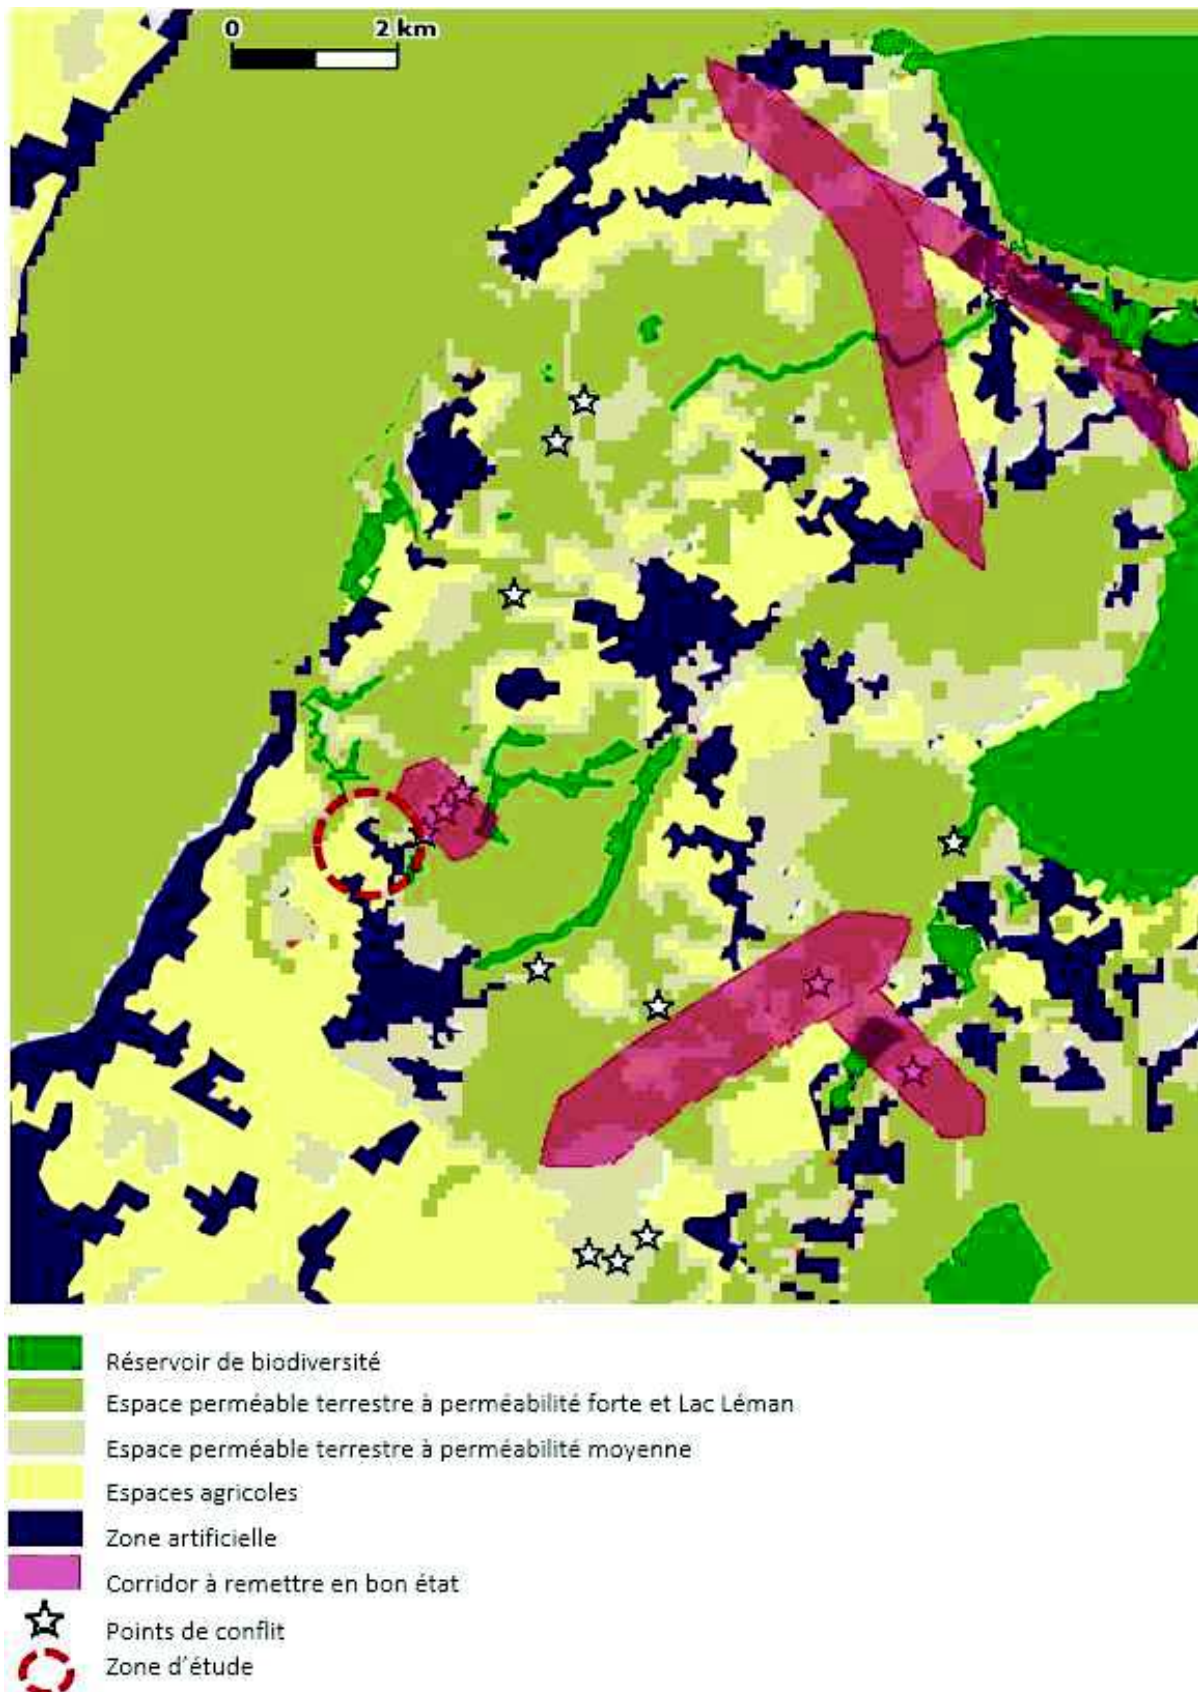 0 2 km
Réservoir de biodiversité
Espace perméable terrestre à perméabilité forte et Lac Léman
Espace perméable terrestre à perméabilité moyenne
Espaces agricoles
Zone artificielle
Corridor à remettre en bon état
Points de conflit
Zone d'étude